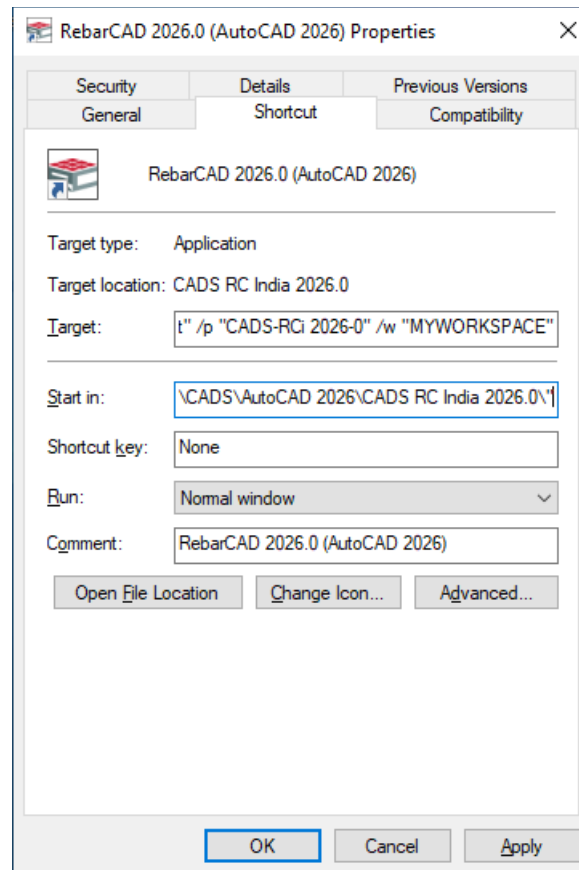 RebarCAD 2026.0 (AutoCAD 2026) Properties
Security Details Previous Versions
General Shortcut Compatibility
RebarCAD 2026.0 (AutoCAD 2026)
Target type: Application
Target location: CADS RC India 2026.0
Target: t" /p "CADS-RCi 2026-0" /w "MYWORKSPACE"
Start in: \CADS\AutoCAD 2026\CADS RC India 2026.0\"
Shortcut key: None
Run: Normal window
Comment: RebarCAD 2026.0 (AutoCAD 2026)
Open File Location Change Icon... Advanced...
OK Cancel Apply